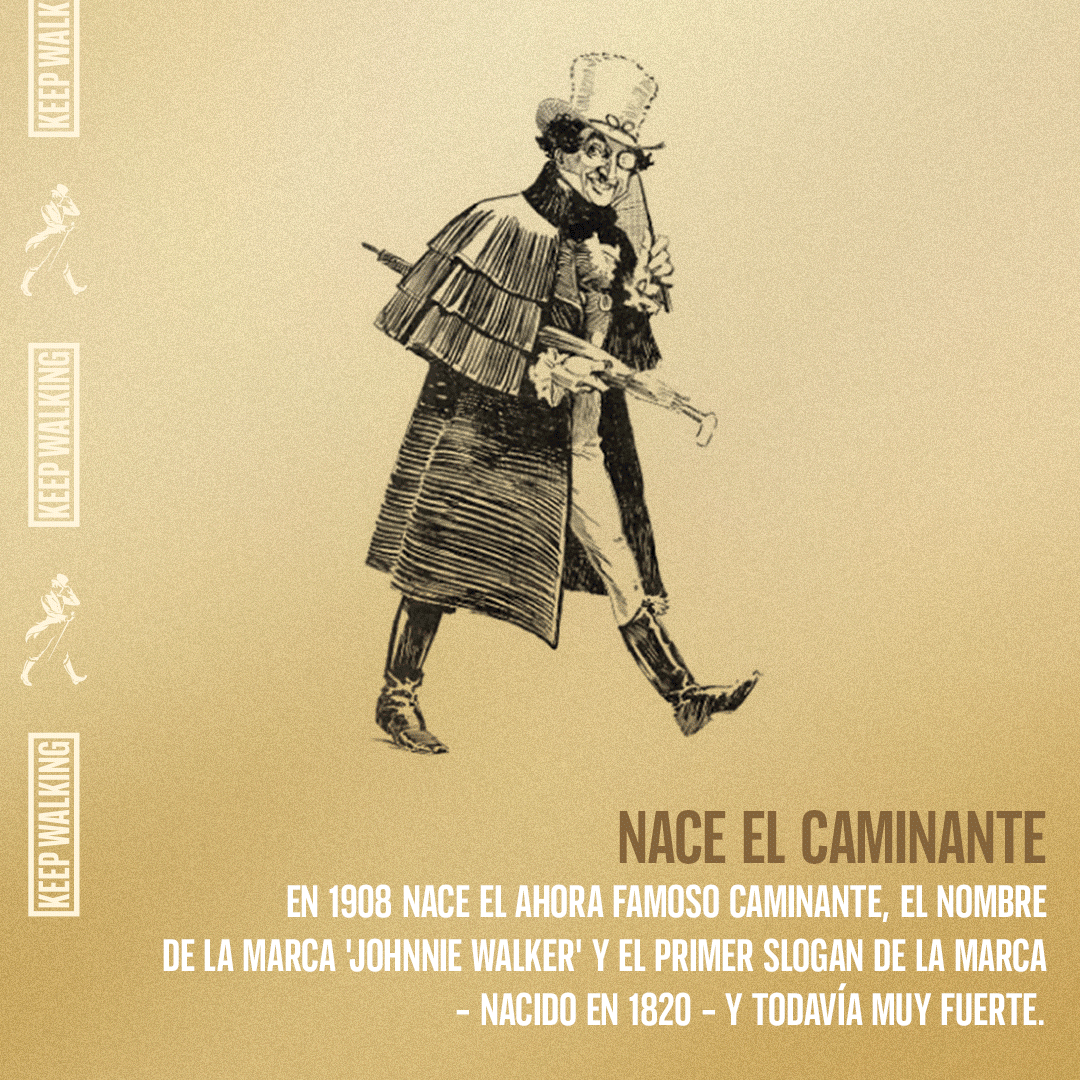 KEEP WALK
KEEP WALKING
KEEP WALKING
NACE EL CAMINANTE
EN 1908 NACE EL AHORA FAMOSO CAMINANTE, EL NOMBRE
DE LA MARCA 'JOHNNIE WALKER' Y EL PRIMER SLOGAN DE LA MARCA
- NACIDO EN 1820 - Y TODAVÍA MUY FUERTE.